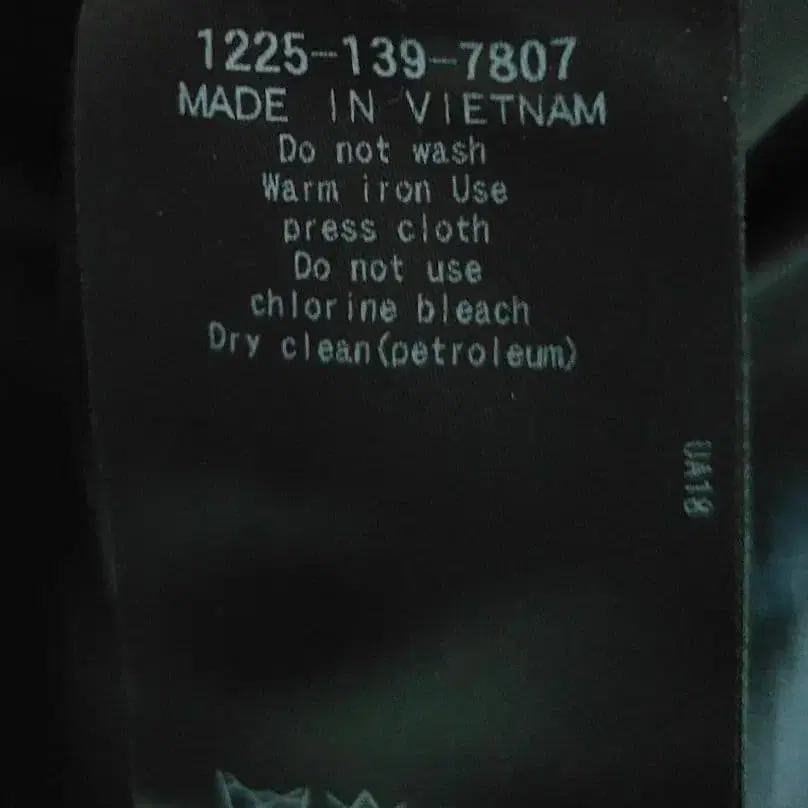 1225-139-7807
MADE IN VIETNAM
Do not wash
Warm iron Use
press cloth
Do not use
chlorine bleach
Dry clean(petroleum)
UA18